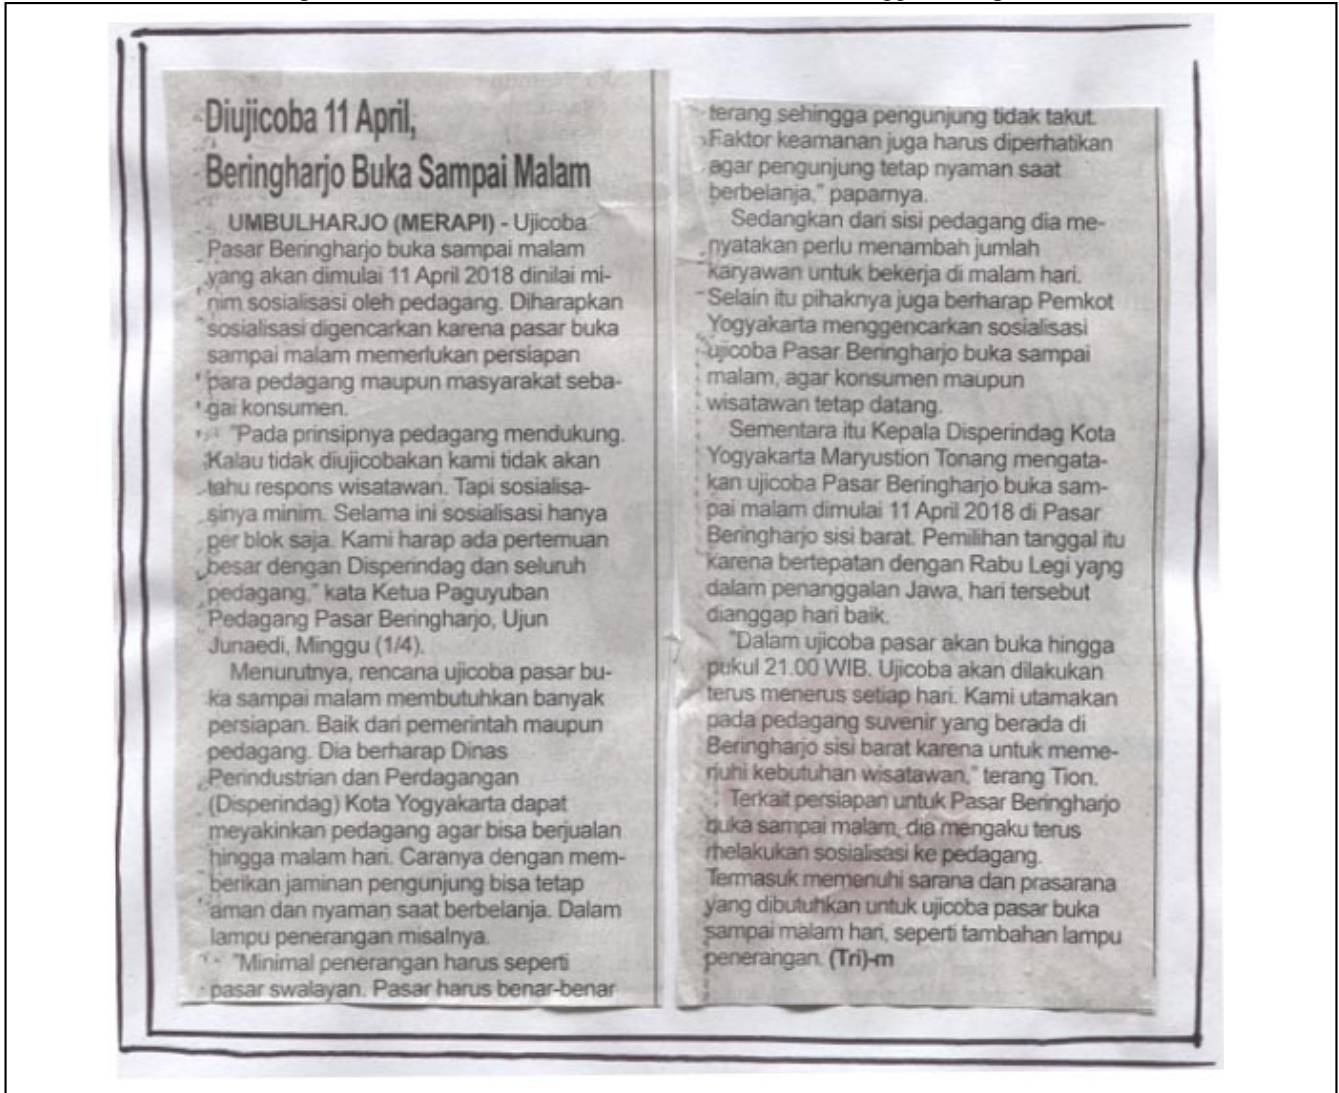 Diujicoba 11 April,
Beringharjo Buka Sampai Malam
UMBULHARJO (MERAPI) - Ujicoba
Pasar Beringharjo buka sampai malam
yang akan dimulai 11 April 2018 dinilai mi-
nim sosialisasi oleh pedagang. Diharapkan
sosialisasi digencarkan karena pasar buka
sampai malam memerlukan persiapan
para pedagang maupun masyarakat seba-
gai konsumen.
"Pada prinsipnya pedagang mendukung.
Kalau tidak diujicobakan kami tidak akan
tahu respons wisatawan. Tapi sosialisa-
sinya minim. Selama ini sosialisasi hanya
per blok saja. Kami harap ada pertemuan
besar dengan Disperindag dan seluruh
pedagang," kata Ketua Paguyuban
Pedagang Pasar Beringharjo, Ujun
Junaedi, Minggu (1/4).
Menurutnya, rencana ujicoba pasar bu-
ka sampai malam membutuhkan banyak
persiapan. Baik dari pemerintah maupun
pedagang. Dia berharap Dinas
Perindustrian dan Perdagangan
(Disperindag) Kota Yogyakarta dapat
meyakinkan pedagang agar bisa berjualan
hingga malam hari. Caranya dengan mem-
berikan jaminan pengunjung bisa tetap
aman dan nyaman saat berbelanja. Dalam
lampu penerangan misalnya.
"Minimal penerangan harus seperti
pasar swalayan. Pasar harus benar-benar
terang sehingga pengunjung tidak takut.
Faktor keamanan juga harus diperhatikan
agar pengunjung tetap nyaman saat
berbelanja," paparnya.
Sedangkan dari sisi pedagang dia me-
nyatakan perlu menambah jumlah
karyawan untuk bekerja di malam hari.
Selain itu pihaknya juga berharap Pemkot
Yogyakarta menggencarkan sosialisasi
ujicoba Pasar Beringharjo buka sampai
malam, agar konsumen maupun
wisatawan tetap datang.
Sementara itu Kepala Disperindag Kota
Yogyakarta Maryustion Tonang mengata-
kan ujicoba Pasar Beringharjo buka sam-
pai malam dimulai 11 April 2018 di Pasar
Beringharjo sisi barat. Pemilihan tanggal itu
karena bertepatan dengan Rabu Legi yang
dalam penanggalan Jawa, hari tersebut
dianggap hari baik.
"Dalam ujicoba pasar akan buka hingga
pukul 21.00 WIB. Ujicoba akan dilakukan
terus menerus setiap hari. Kami utamakan
pada pedagang suvenir yang berada di
Beringharjo sisi barat karena untuk meme-
nuhi kebutuhan wisatawan," terang Tion.
Terkait persiapan untuk Pasar Beringharjo
buka sampai malam, dia mengaku terus
melakukan sosialisasi ke pedagang.
Termasuk memenuhi sarana dan prasarana
yang dibutuhkan untuk ujicoba pasar buka
sampai malam hari, seperti tambahan lampu
penerangan. (Tri)-m